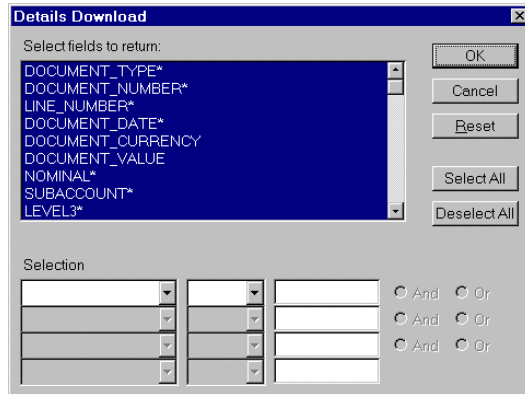 Details Download
Select fields to return:
DOCUMENT_TYPE*
DOCUMENT_NUMBER*
LINE_NUMBER*
DOCUMENT_DATE*
DOCUMENT_CURRENCY
DOCUMENT_VALUE
NOMINAL*
SUBACCOUNT*
LEVEL3*
OK
Cancel
Reset
Select All
Deselect All
Selection
And Or
And Or
And Or